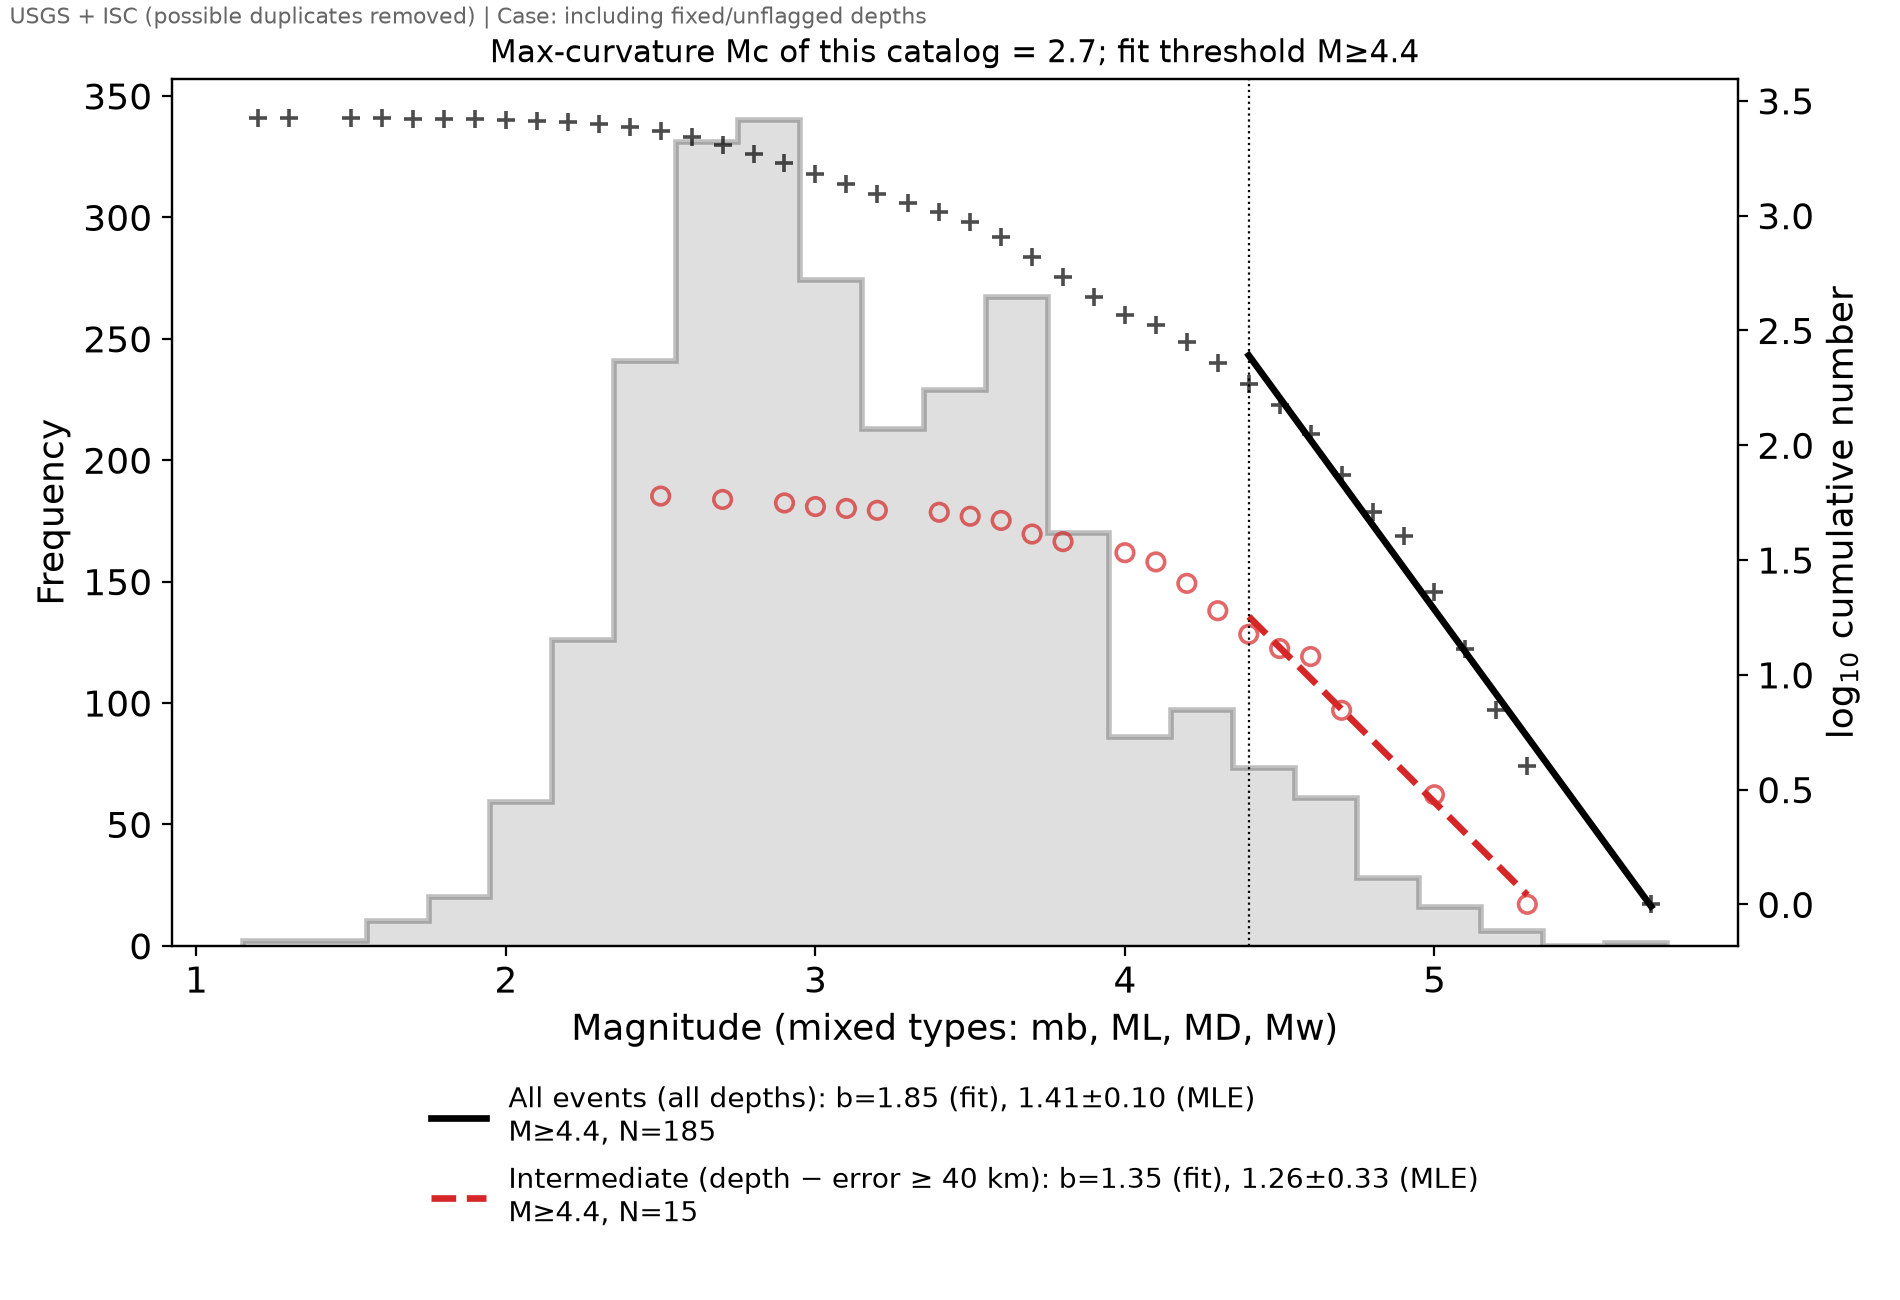 USGS + ISC (possible duplicates removed) | Case: including fixed/unflagged depths
Max-curvature Mc of this catalog = 2.7; fit threshold M≥4.4
350
300
250
200
150
100
50
0
Frequency
3.5
3.0
2.5
2.0
1.5
1.0
0.5
0.0
log₁₀ cumulative number
1 2 3 4 5
Magnitude (mixed types: mb, ML, MD, Mw)
All events (all depths): b=1.85 (fit), 1.41±0.10 (MLE)
M≥4.4, N=185
Intermediate (depth − error ≥ 40 km): b=1.35 (fit), 1.26±0.33 (MLE)
M≥4.4, N=15